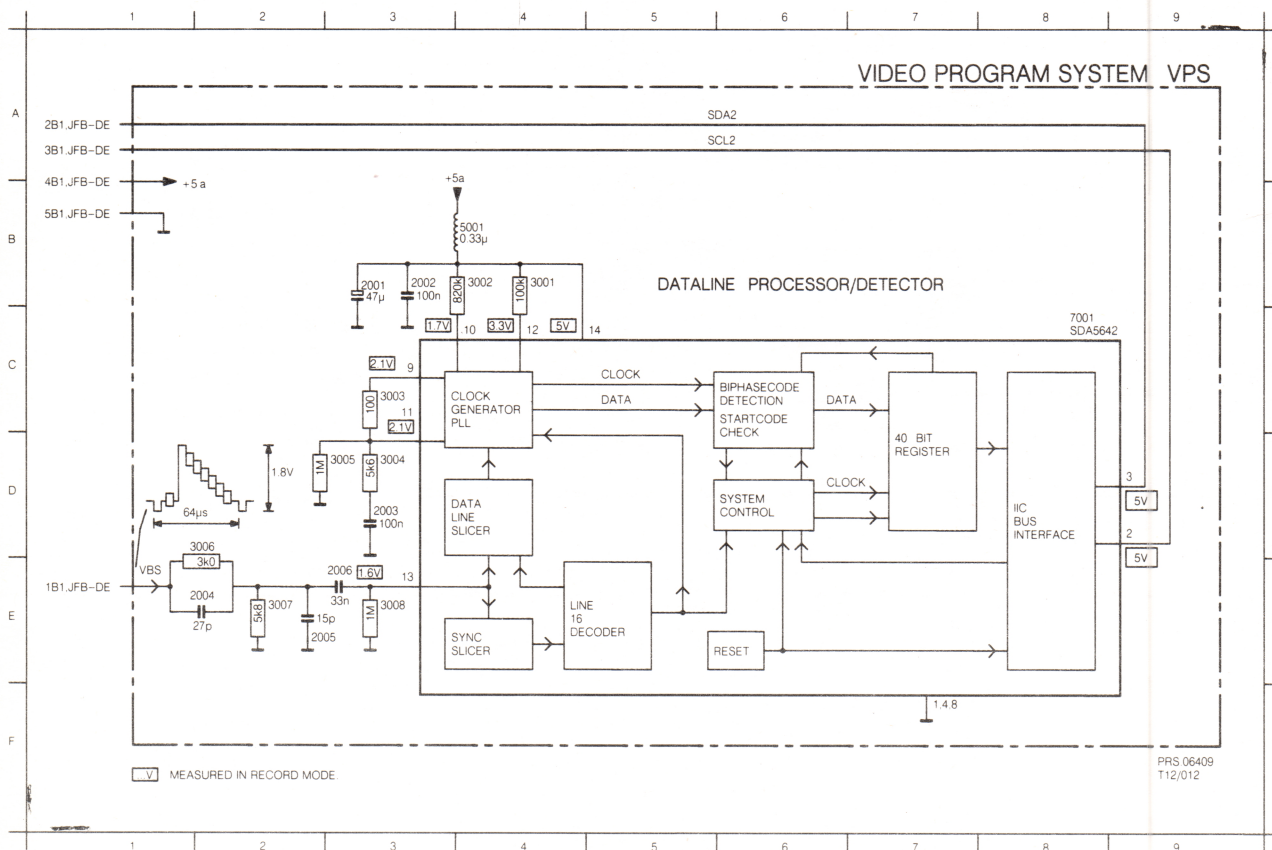 1 2 3 4 5 6 7 8 9
VIDEO PROGRAM SYSTEM VPS
A
2B1.JFB-DE
SDA2
3B1.JFB-DE
SCL2
4B1.JFB-DE
+5a
+5a
5B1.JFB-DE
B
5001
0.33µ
2001
47µ
2002
100n
820k
3002
100k
3001
DATALINE PROCESSOR/DETECTOR
1.7V
10
3.3V
12
5V
14
7001
SDA5642
C
2.1V
9
100
3003
11
2.1V
CLOCK
GENERATOR
PLL
CLOCK
DATA
BIPHASECODE
DETECTION
STARTCODE
CHECK
DATA
40 BIT
REGISTER
D
1.8V
64µs
1M
3005
5k6
3004
2003
100n
DATA
LINE
SLICER
SYSTEM
CONTROL
CLOCK
IIC
BUS
INTERFACE
3
5V
2
5V
E
1B1.JFB-DE
VBS
3006
3k0
2004
27p
5k8
3007
15p
2005
2006
33n
1.6V
13
1M
3008
SYNC
SLICER
LINE
16
DECODER
RESET
1.4.8
F
...V MEASURED IN RECORD MODE.
PRS 06409
T12/012
1 2 3 4 5 6 7 8 9